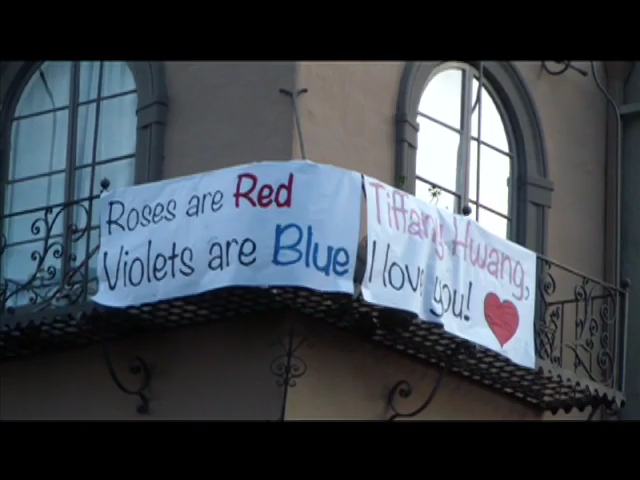 Roses are Red
Violets are Blue
Tiffany Hwang,
I love you!